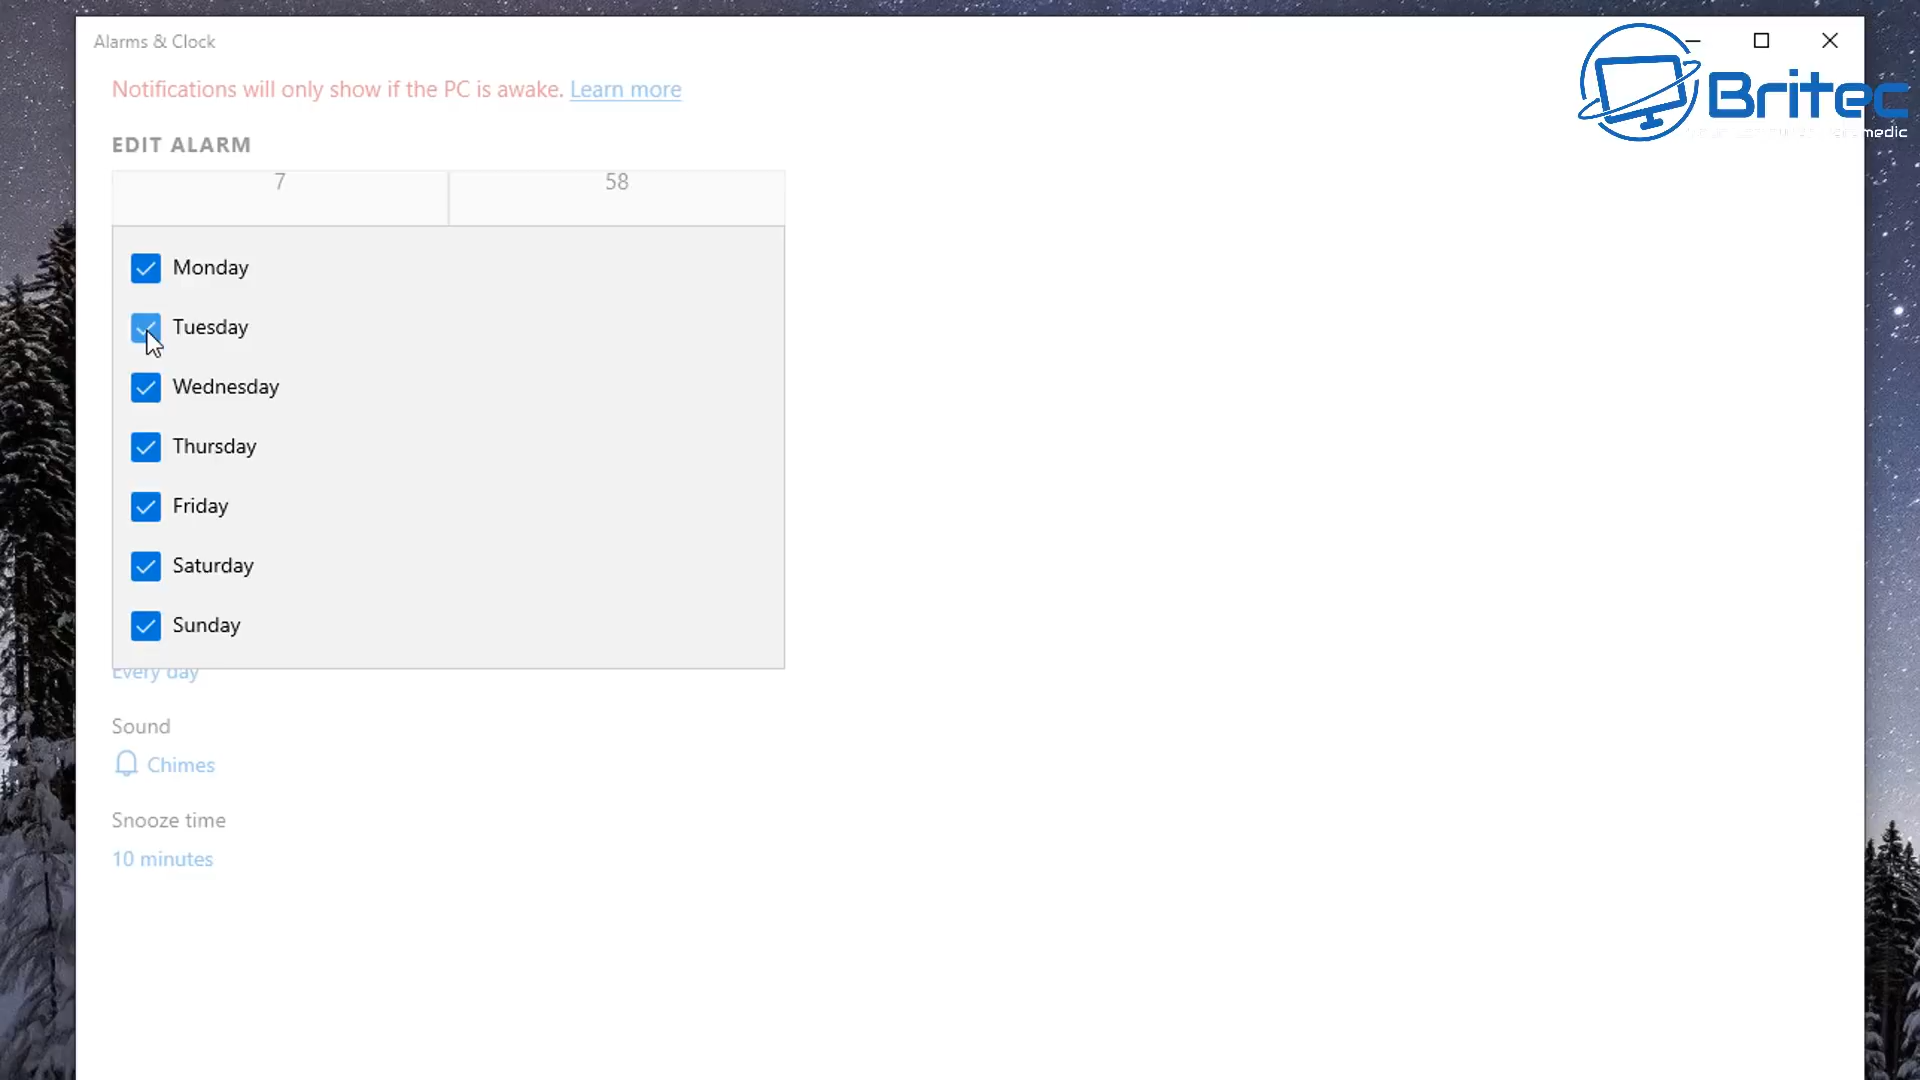 Alarms & Clock
Notifications will only show if the PC is awake. Learn more
Britec
medic
EDIT ALARM
7 58
Monday
Tuesday
Wednesday
Thursday
Friday
Saturday
Sunday
Every day
Sound
Chimes
Snooze time
10 minutes